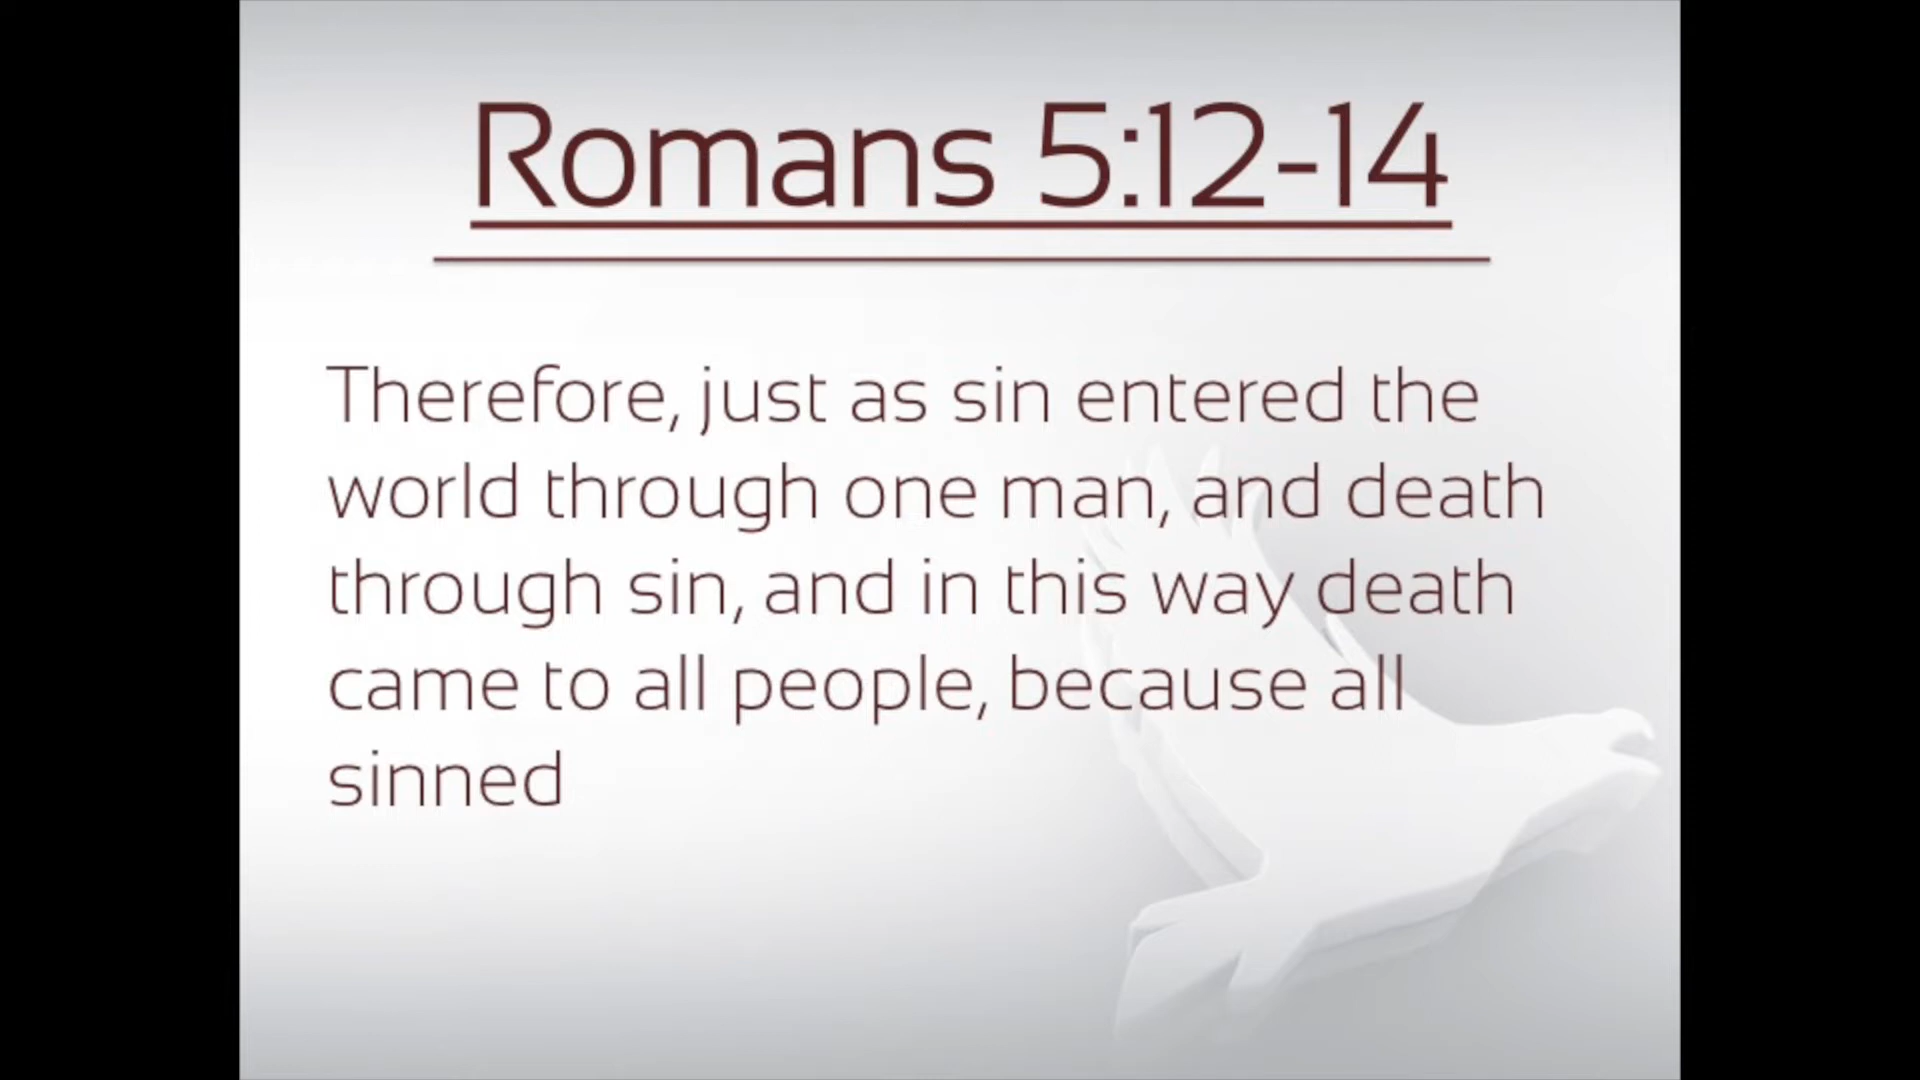 Romans 5:12-14
Therefore, just as sin entered the
world through one man, and death
through sin, and in this way death
came to all people, because all
sinned